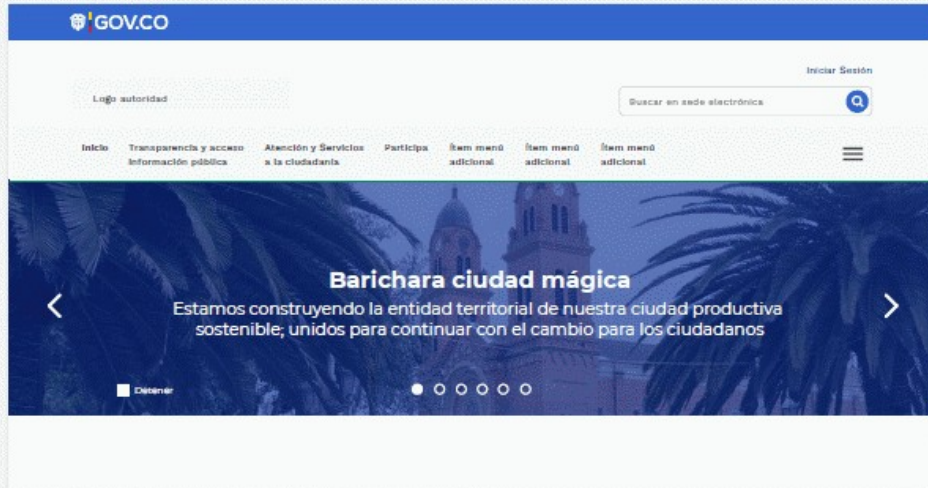 GOV.CO
Iniciar Sesión
Logo autoridad
Buscar en sede electrónica
Inicio
Transparencia y acceso
información pública
Atención y Servicios
a la ciudadanía
Participa
Ítem menú
adicional
Ítem menú
adicional
Ítem menú
adicional
Barichara ciudad mágica
Estamos construyendo la entidad territorial de nuestra ciudad productiva
sostenible; unidos para continuar con el cambio para los ciudadanos
Detener